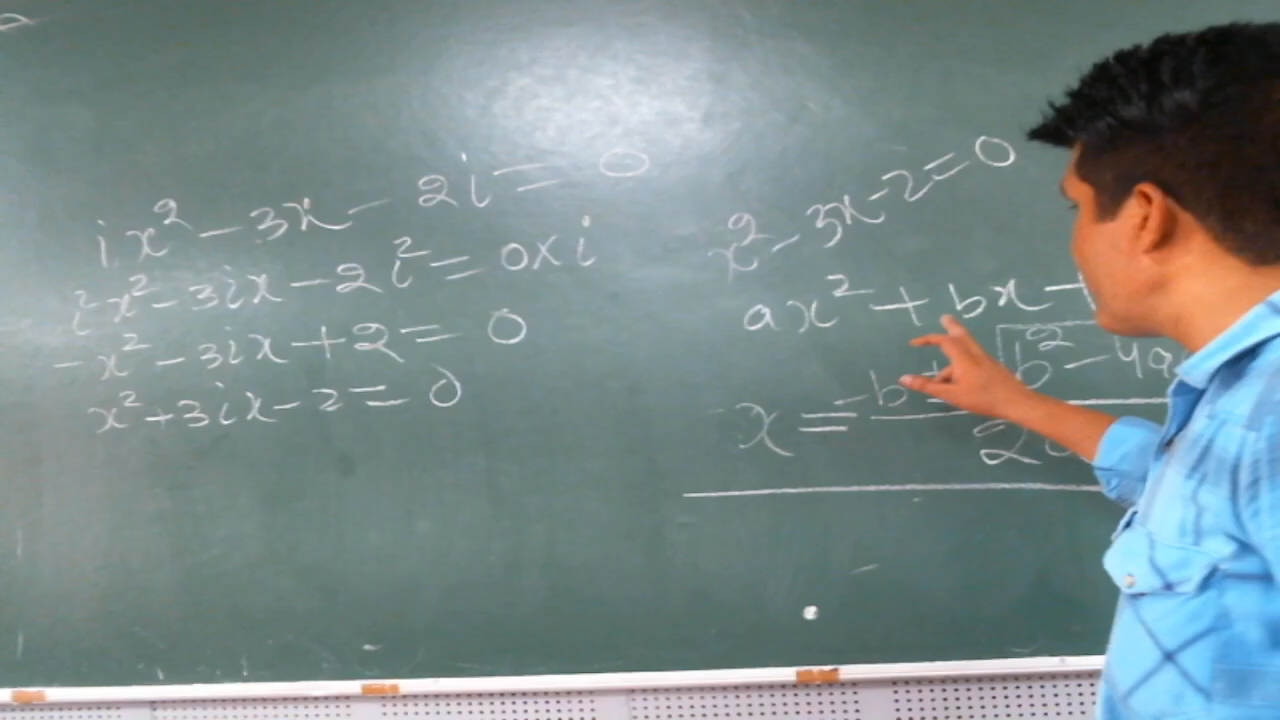 ix² - 3x - 2i = 0
i²x² - 3ix - 2i² = 0×i
-x² - 3ix + 2 = 0
x² + 3ix - 2 = 0
x² - 3x - 2 = 0
ax² + bx -
x = -b ± √b² - 4a
2